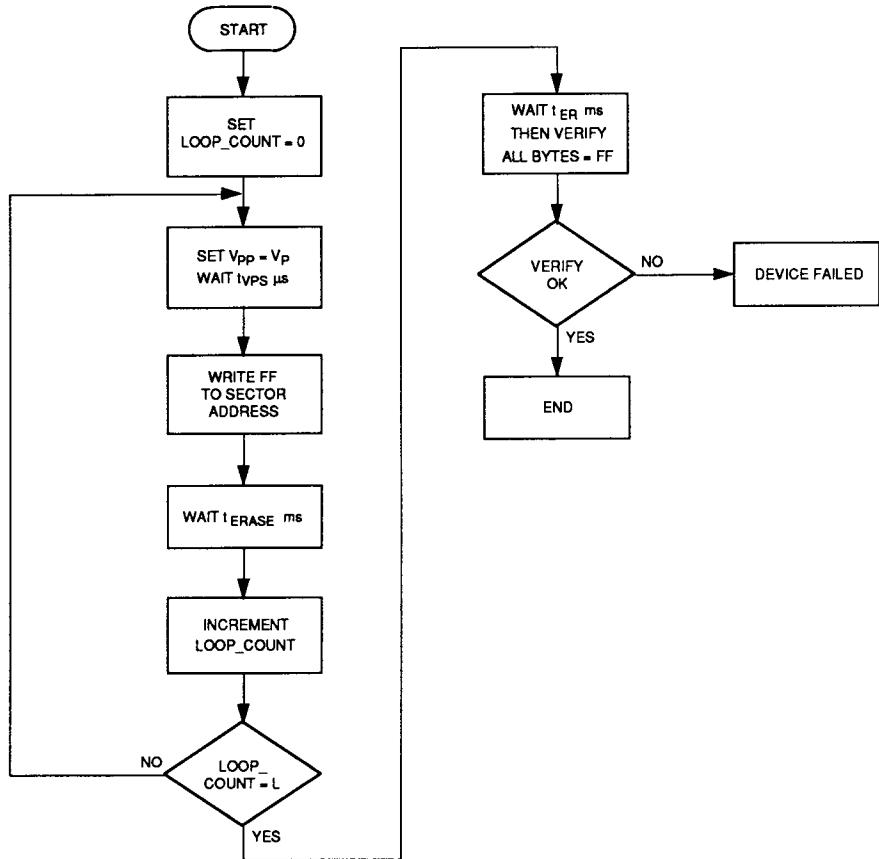 START
SET
LOOP_COUNT = 0
SET VPP = VP
WAIT tVPS µs
WRITE FF
TO SECTOR
ADDRESS
WAIT tERASE ms
INCREMENT
LOOP_COUNT
LOOP_
COUNT = L
NO
YES
WAIT tER ms
THEN VERIFY
ALL BYTES = FF
VERIFY
OK
NO
DEVICE FAILED
YES
END